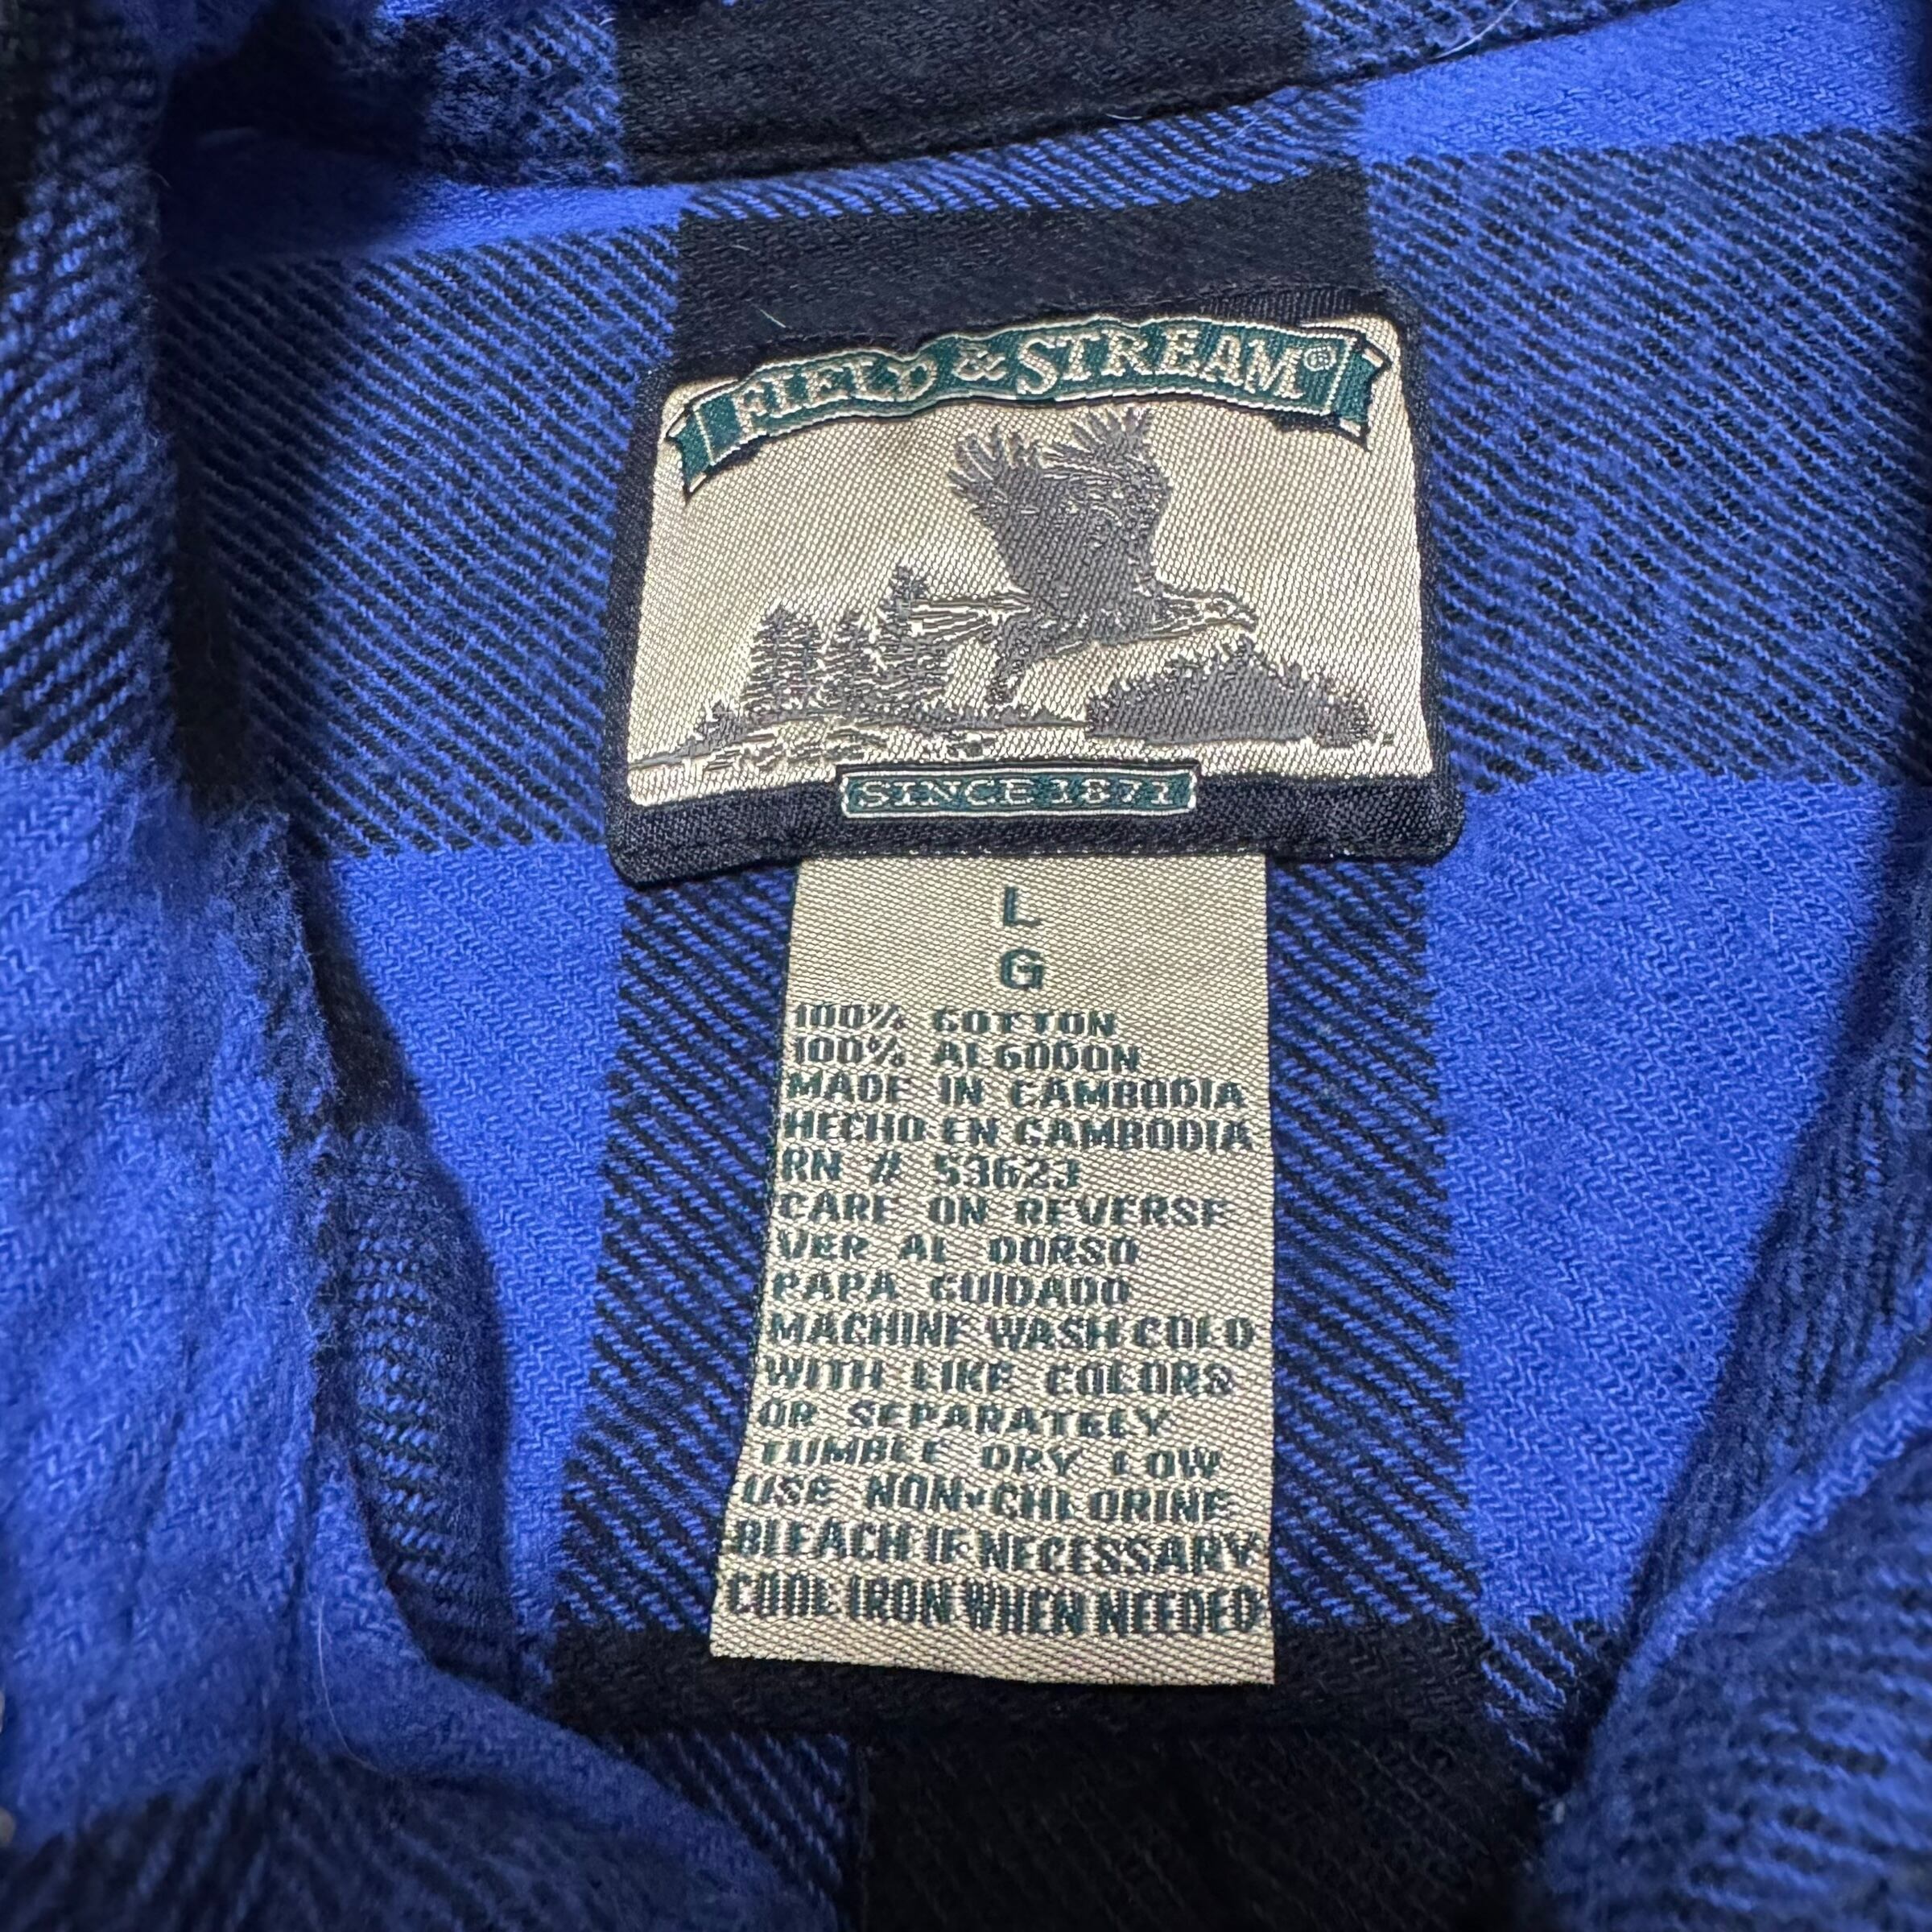 FIELD & STREAM®
SINCE 1871
L
G
100% COTTON
100% ALGODON
MADE IN CAMBODIA
HECHO EN CAMBODIA
RN # 53623
CARE ON REVERSE
VER AL DORSO
PAPA CUIDADO
MACHINE WASH COLD
WITH LIKE COLORS
OR SEPARATELY
TUMBLE DRY LOW
USE NON-CHLORINE
BLEACH IF NECESSARY
COOL IRON WHEN NEEDED